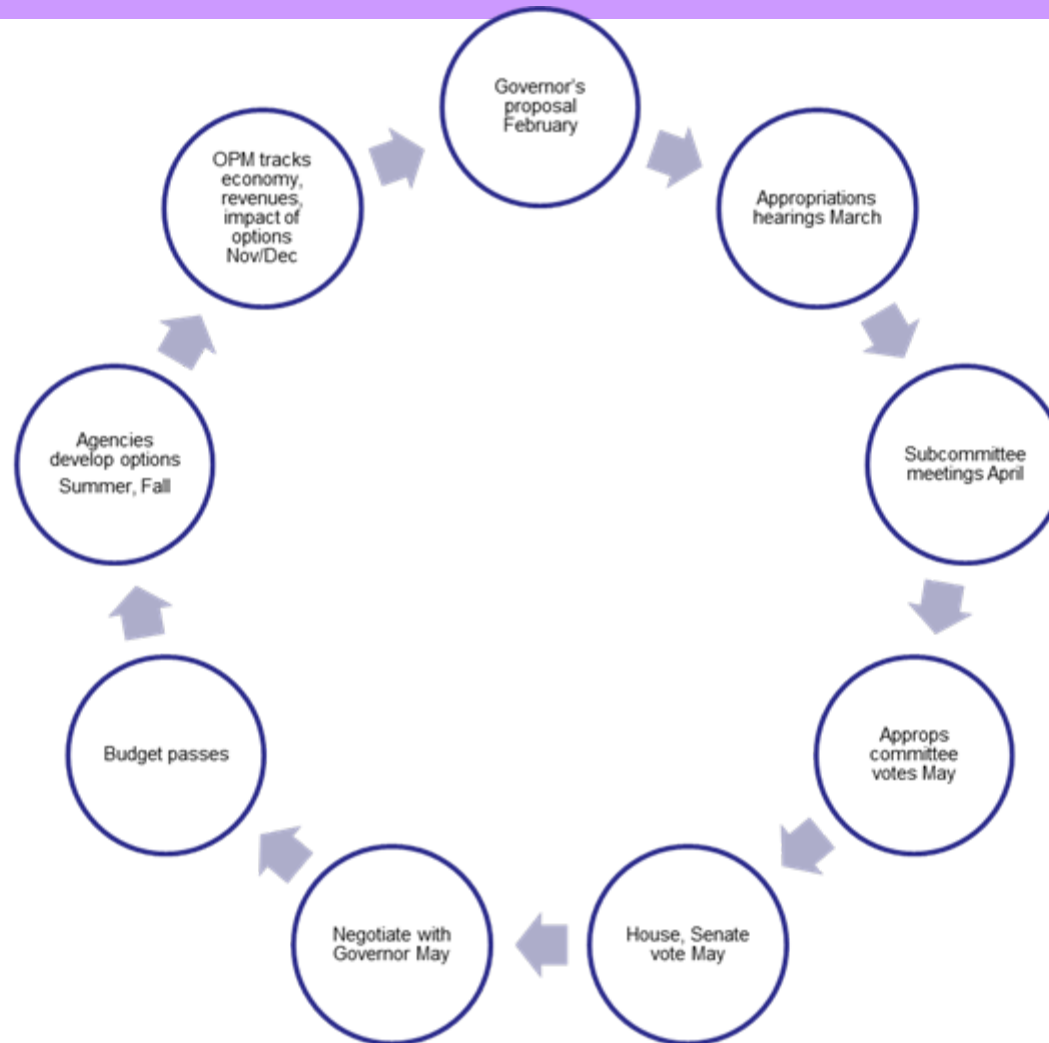 Governor's
proposal
February
Appropriations
hearings March
Subcommittee
meetings April
Approps
committee
votes May
House, Senate
vote May
Negotiate with
Governor May
Budget passes
Agencies
develop options
Summer, Fall
OPM tracks
economy,
revenues,
impact of
options
Nov/Dec